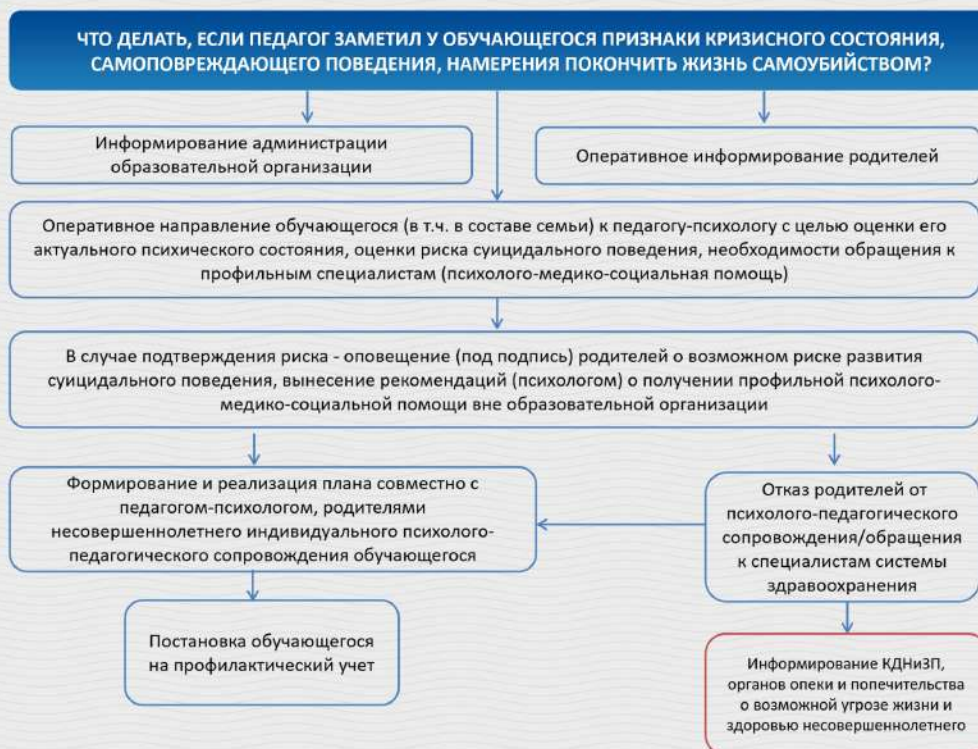 ЧТО ДЕЛАТЬ, ЕСЛИ ПЕДАГОГ ЗАМЕТИЛ У ОБУЧАЮЩЕГОСЯ ПРИЗНАКИ КРИЗИСНОГО СОСТОЯНИЯ,
САМОПОВРЕЖДАЮЩЕГО ПОВЕДЕНИЯ, НАМЕРЕНИЯ ПОКОНЧИТЬ ЖИЗНЬ САМОУБИЙСТВОМ?
Информирование администрации
образовательной организации
Оперативное информирование родителей
Оперативное направление обучающегося (в т.ч. в составе семьи) к педагогу-психологу с целью оценки его
актуального психического состояния, оценки риска суицидального поведения, необходимости обращения к
профильным специалистам (психолого-медико-социальная помощь)
В случае подтверждения риска - оповещение (под подпись) родителей о возможном риске развития
суицидального поведения, вынесение рекомендаций (психологом) о получении профильной психолого-
медико-социальной помощи вне образовательной организации
Формирование и реализация плана совместно с
педагогом-психологом, родителями
несовершеннолетнего индивидуального психолого-
педагогического сопровождения обучающегося
Отказ родителей от
психолого-педагогического
сопровождения/обращения
к специалистам системы
здравоохранения
Постановка обучающегося
на профилактический учет
Информирование КДНиЗП,
органов опеки и попечительства
о возможной угрозе жизни и
здоровью несовершеннолетнего